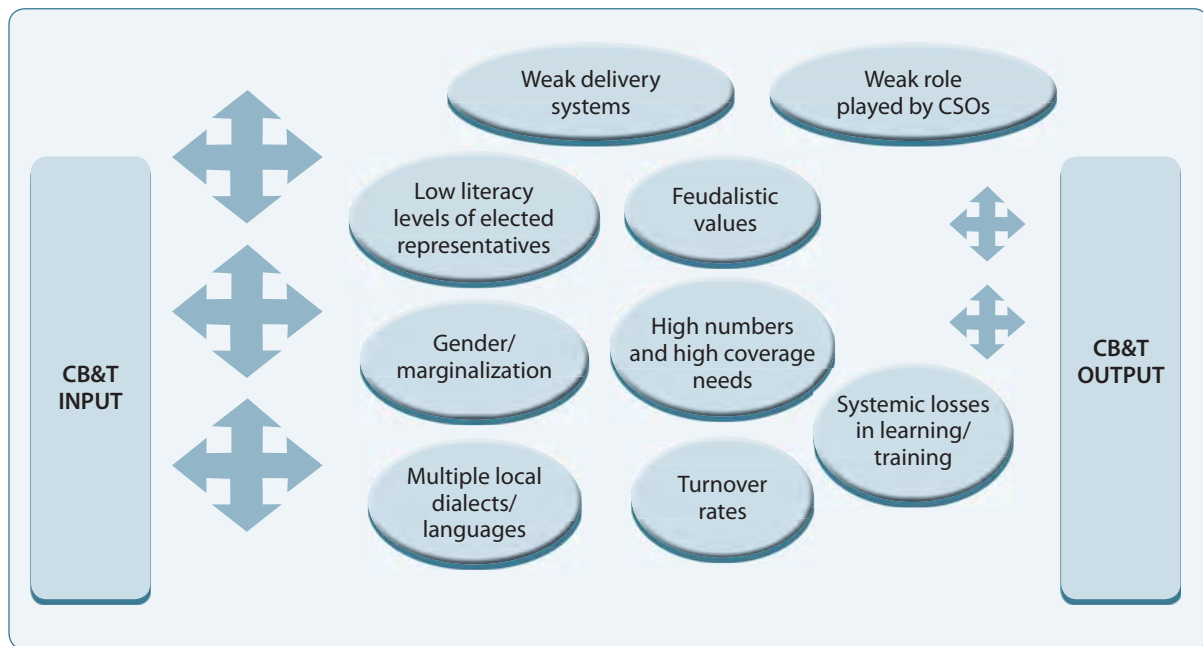 Weak delivery
systems
Weak role
played by CSOs
Low literacy
levels of elected
representatives
Feudalistic
values
CB&T
INPUT
Gender/
marginalization
High numbers
and high coverage
needs
CB&T
OUTPUT
Systemic losses
in learning/
training
Multiple local
dialects/
languages
Turnover
rates